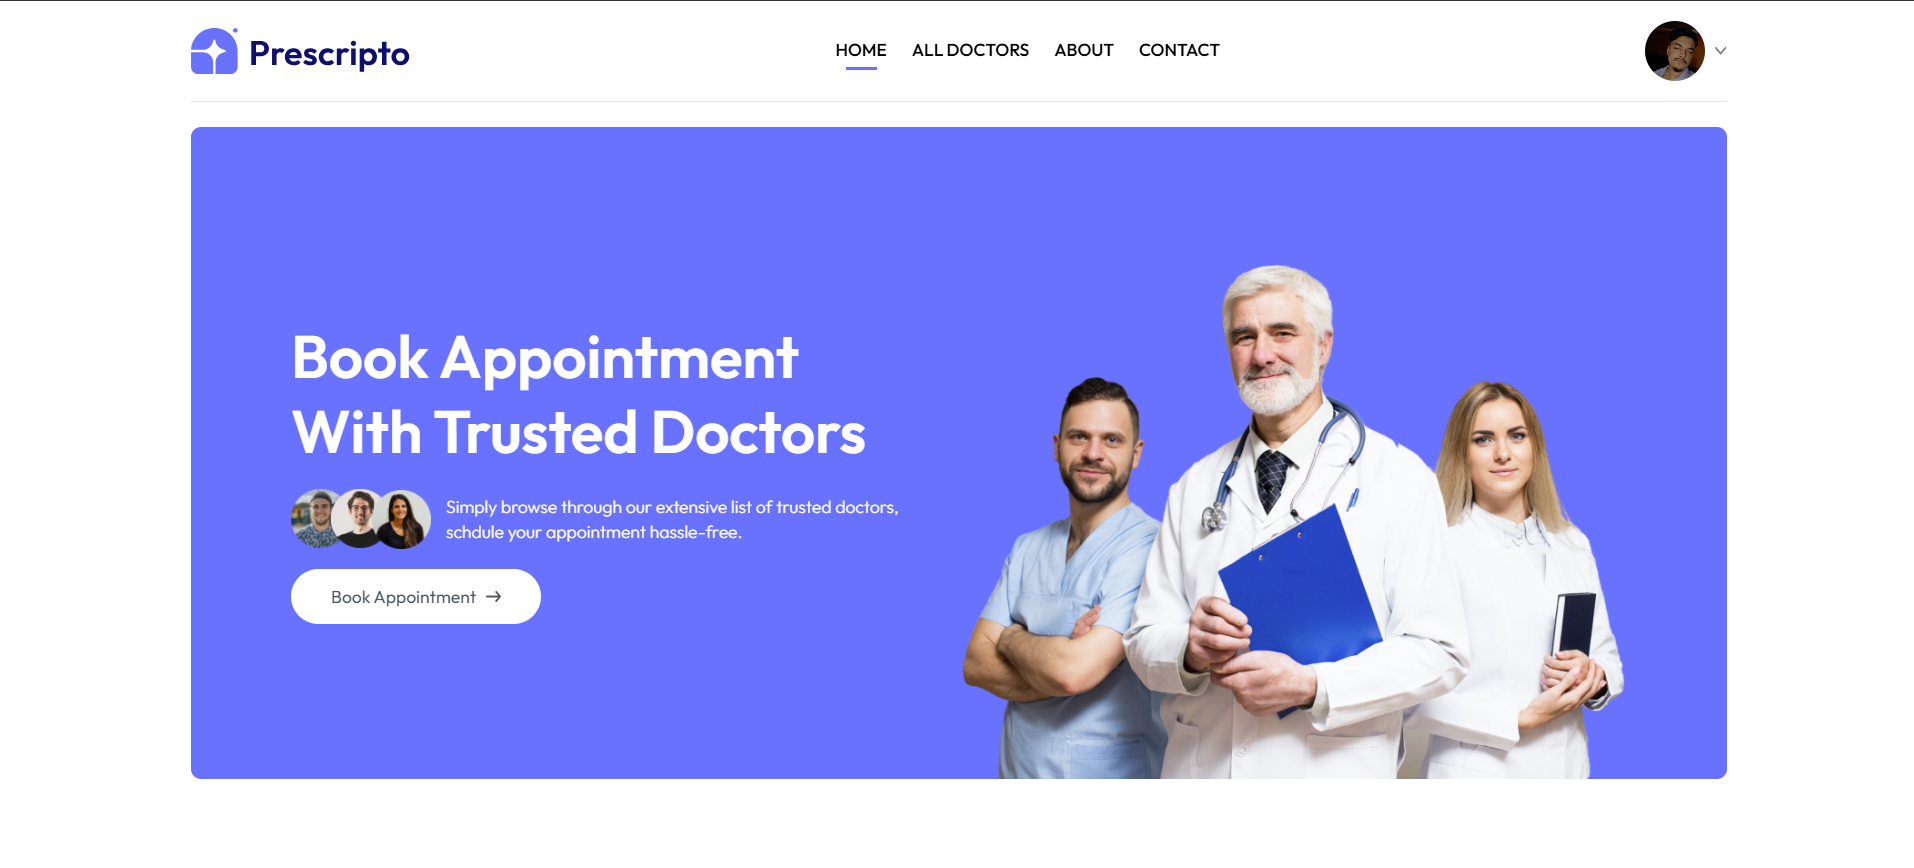 Prescripto
HOME
ALL DOCTORS
ABOUT
CONTACT
Book Appointment
With Trusted Doctors
Simply browse through our extensive list of trusted doctors,
schdule your appointment hassle-free.
Book Appointment →